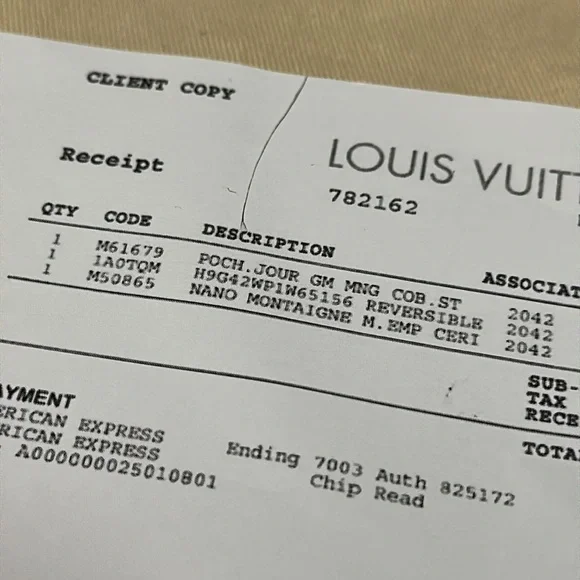 CLIENT COPY
LOUIS VUIT
Receipt
782162
QTY CODE DESCRIPTION ASSOCIAT
1 M61679 POCH.JOUR GM MNG COB.ST 2042
1 1A0TQM H9G42WP1W65156 REVERSIBLE 2042
1 M50865 NANO MONTAIGNE M.EMP CERI 2042
SUB-
TAX
RECE
TOTA
AYMENT
ERICAN EXPRESS
RICAN EXPRESS Ending 7003 Auth 825172
A000000025010801 Chip Read